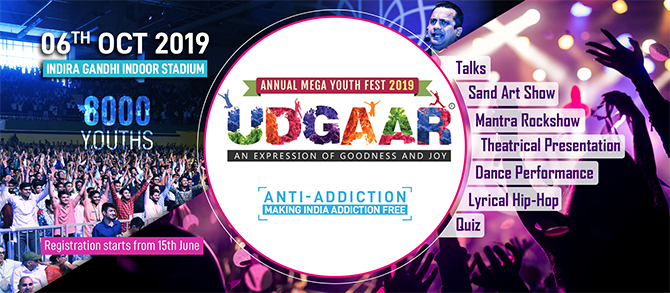 06TH OCT 2019
INDIRA GANDHI INDOOR STADIUM
8000
YOUTHS
Registration starts from 15th June
ANNUAL MEGA YOUTH FEST 2019
UDGAAR®
AN EXPRESSION OF GOODNESS AND JOY
ANTI-ADDICTION
MAKING INDIA ADDICTION FREE
Talks
Sand Art Show
Mantra Rockshow
Theatrical Presentation
Dance Performance
Lyrical Hip-Hop
Quiz